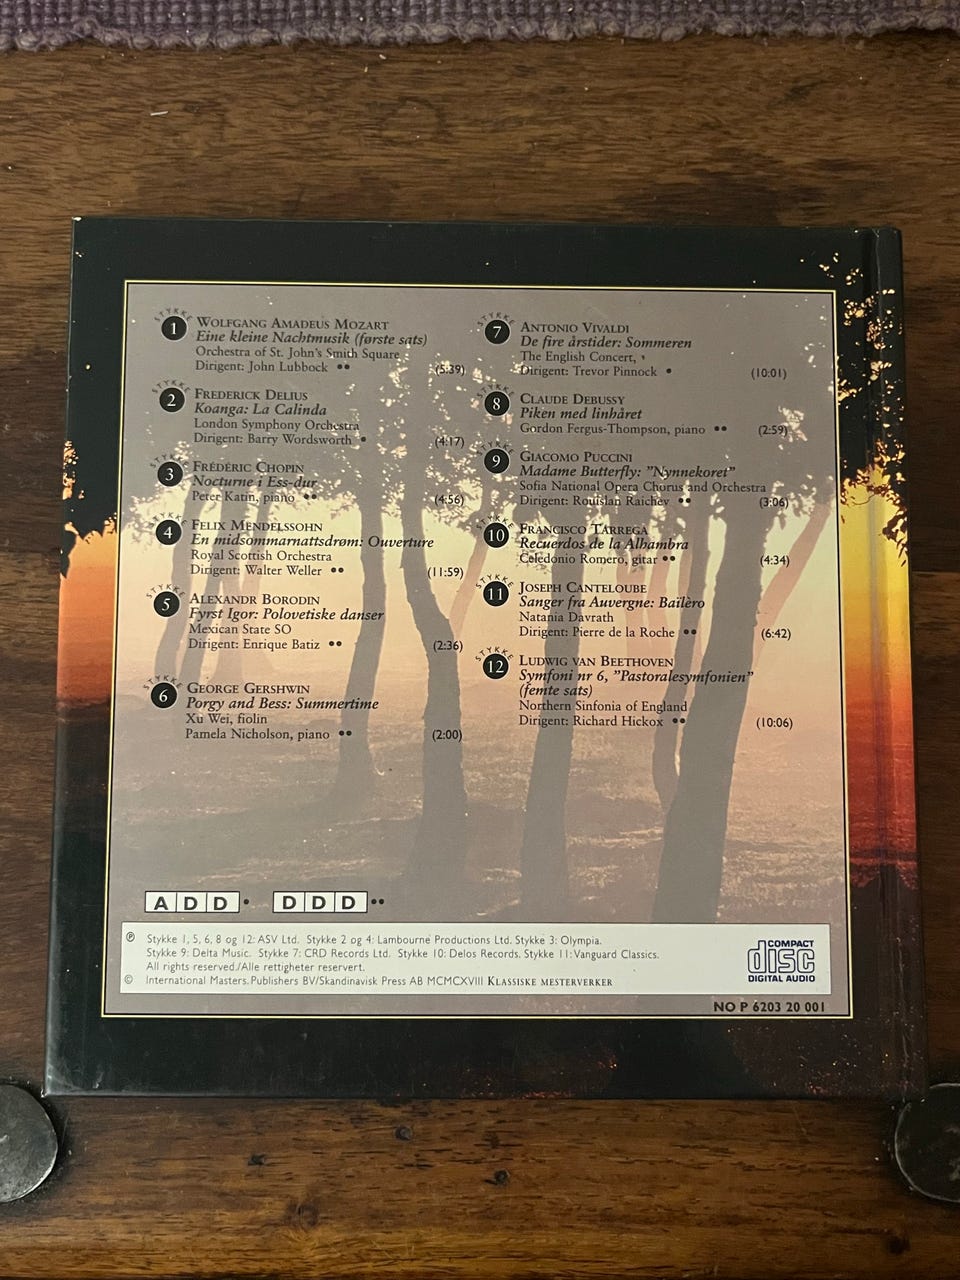 STYKKE
1
WOLFGANG AMADEUS MOZART
Eine kleine Nachtmusik (første sats)
Orchestra of St. John's Smith Square
Dirigent: John Lubbock •• (5:39)
STYKKE
2
FREDERICK DELIUS
Koanga: La Calinda
London Symphony Orchestra
Dirigent: Barry Wordsworth • (4:17)
STYKKE
3
FRÉDÉRIC CHOPIN
Nocturne i Ess-dur
Peter Katin, piano •• (4:56)
STYKKE
4
FELIX MENDELSSOHN
En midsommarnattsdrøm: Ouverture
Royal Scottish Orchestra
Dirigent: Walter Weller •• (11:59)
STYKKE
5
ALEXANDR BORODIN
Fyrst Igor: Polovetiske danser
Mexican State SO
Dirigent: Enrique Batiz •• (2:36)
STYKKE
6
GEORGE GERSHWIN
Porgy and Bess: Summertime
Xu Wei, fiolin
Pamela Nicholson, piano •• (2:00)
STYKKE
7
ANTONIO VIVALDI
De fire årstider: Sommeren
The English Concert,
Dirigent: Trevor Pinnock • (10:01)
STYKKE
8
CLAUDE DEBUSSY
Piken med linhåret
Gordon Fergus-Thompson, piano •• (2:59)
STYKKE
9
GIACOMO PUCCINI
Madame Butterfly: ”Nynnekoret”
Sofia National Opera Chorus and Orchestra
Dirigent: Rouislan Raichev •• (3:06)
STYKKE
10
FRANCISCO TÀRREGA
Recuerdos de la Alhambra
Celedonio Romero, gitar •• (4:34)
STYKKE
11
JOSEPH CANTELOUBE
Sanger fra Auvergne: Baïlèro
Natania Davrath
Dirigent: Pierre de la Roche •• (6:42)
STYKKE
12
LUDWIG VAN BEETHOVEN
Symfoni nr 6, ”Pastoralesymfonien”
(femte sats)
Northern Sinfonia of England
Dirigent: Richard Hickox •• (10:06)
ADD • DDD ••
℗ Stykke 1, 5, 6, 8 og 12: ASV Ltd. Stykke 2 og 4: Lambourne Productions Ltd. Stykke 3: Olympia.
Stykke 9: Delta Music. Stykke 7: CRD Records Ltd. Stykke 10: Delos Records. Stykke 11: Vanguard Classics.
All rights reserved./Alle rettigheter reservert.
© International Masters Publishers BV/Skandinavisk Press AB MCMCXVIII KLASSISKE MESTERVERKER
COMPACT
disc
DIGITAL AUDIO
NO P 6203 20 001